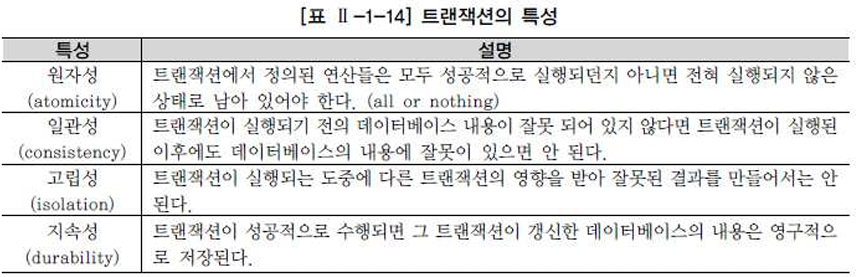 [표 Ⅱ-1-14] 트랜잭션의 특성
특성 설명
원자성 트랜잭션에서 정의된 연산들은 모두 성공적으로 실행되던지 아니면 전혀 실행되지 않은
(atomicity) 상태로 남아 있어야 한다. (all or nothing)
일관성 트랜잭션이 실행되기 전의 데이터베이스 내용이 잘못 되어 있지 않다면 트랜잭션이 실행된
(consistency) 이후에도 데이터베이스의 내용에 잘못이 있으면 안 된다.
고립성 트랜잭션이 실행되는 도중에 다른 트랜잭션의 영향을 받아 잘못된 결과를 만들어서는 안
(isolation) 된다.
지속성 트랜잭션이 성공적으로 수행되면 그 트랜잭션이 갱신한 데이터베이스의 내용은 영구적으
(durability) 로 저장된다.